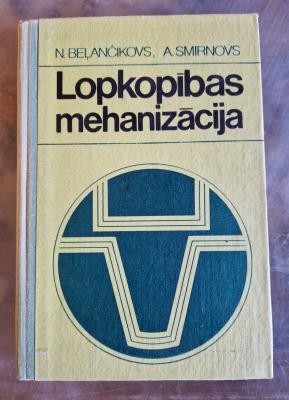 N. BEĻANČIKOVS, A. SMIRNOVS
Lopkopības
mehanizācija